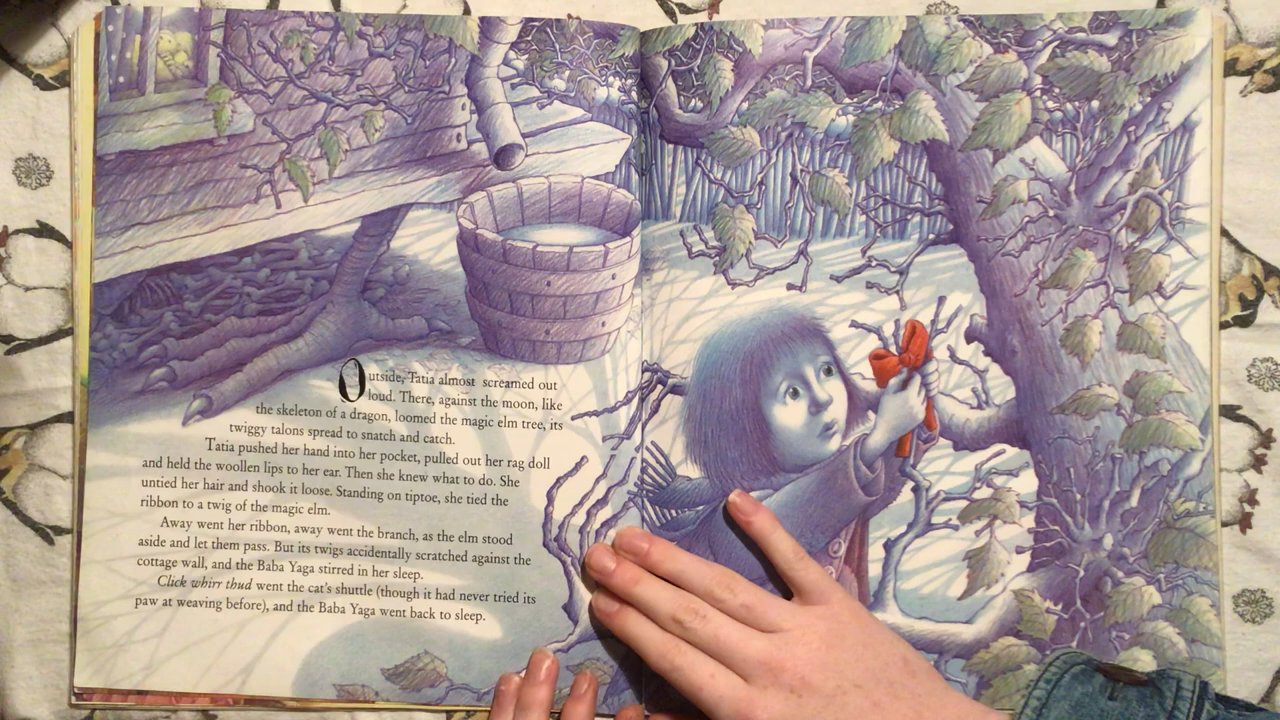 Outside, Tatia almost screamed out
loud. There, against the moon, like
the skeleton of a dragon, loomed the magic elm tree, its
twiggy talons spread to snatch and catch.
Tatia pushed her hand into her pocket, pulled out her rag doll
and held the woollen lips to her ear. Then she knew what to do. She
untied her hair and shook it loose. Standing on tiptoe, she tied the
ribbon to a twig of the magic elm.
Away went her ribbon, away went the branch, as the elm stood
aside and let them pass. But its twigs accidentally scratched against the
cottage wall, and the Baba Yaga stirred in her sleep.
Click whirr thud went the cat's shuttle (though it had never tried its
paw at weaving before), and the Baba Yaga went back to sleep.